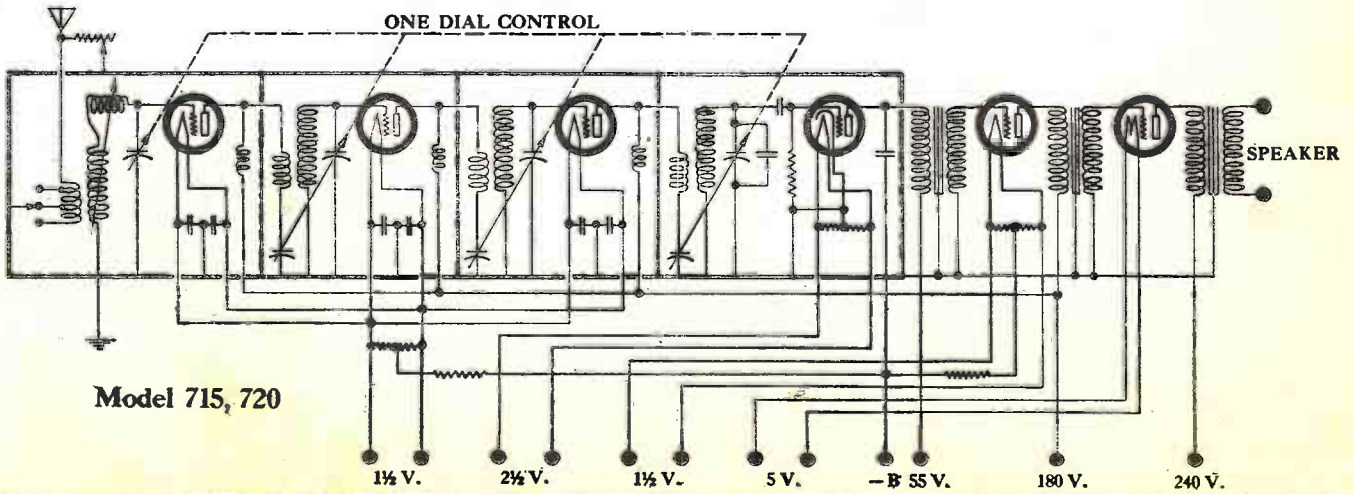 ONE DIAL CONTROL
SPEAKER
Model 715, 720
1½ V. 2½ V. 1½ V. 5 V. —B 55 V. 180 V. 240 V.